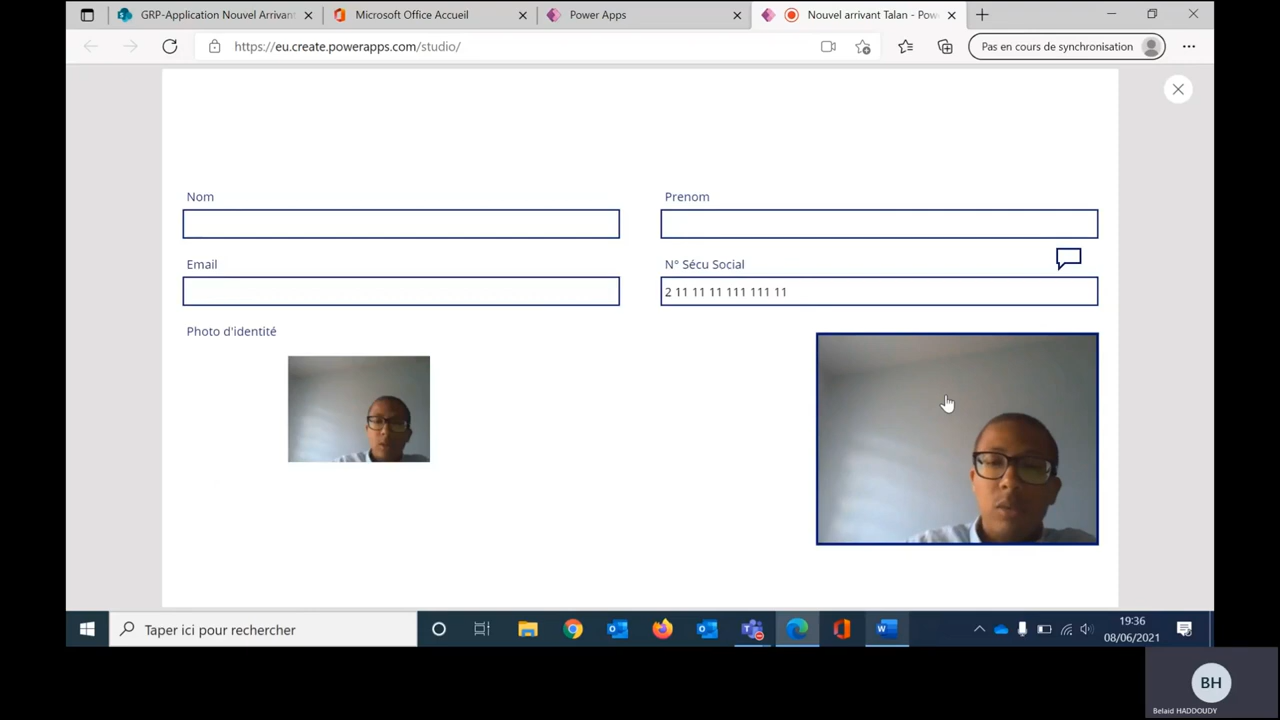 GRP-Application Nouvel Arrivant
Microsoft Office Accueil
Power Apps
Nouvel arrivant Talan - Pow
https://eu.create.powerapps.com/studio/
Pas en cours de synchronisation
Nom
Prenom
Email
N° Sécu Social
2 11 11 11 111 111 11
Photo d'identité
Taper ici pour rechercher
19:36
08/06/2021
BH
Belaid HADDOUDY